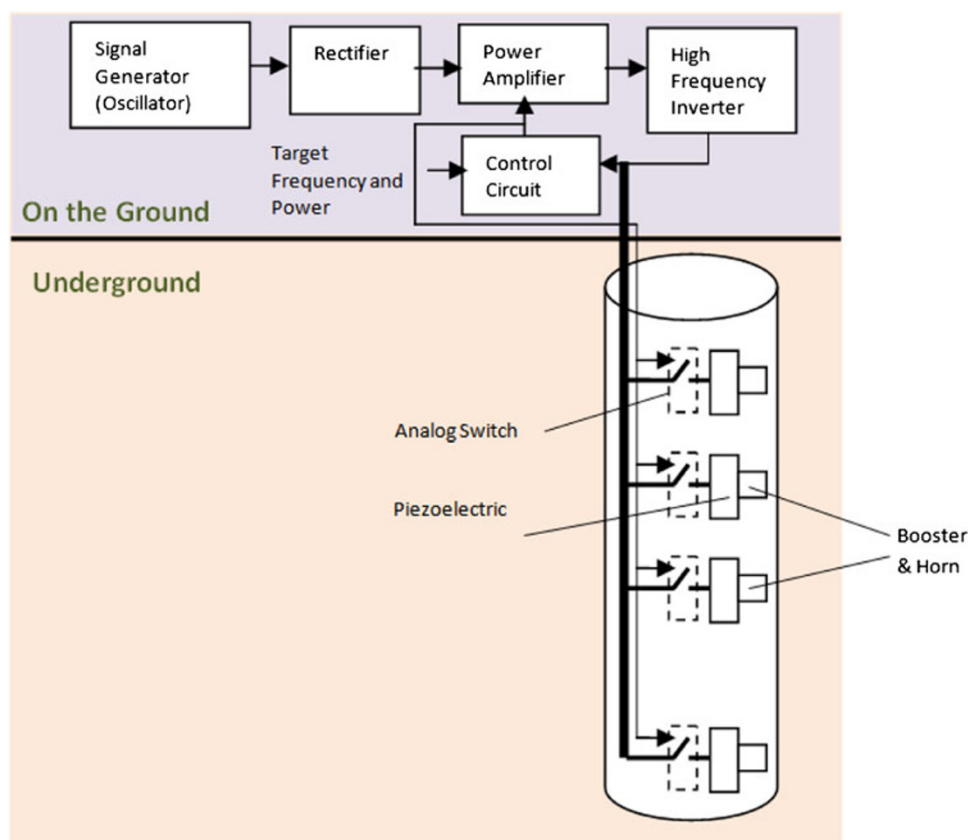 Signal
Generator
(Oscillator)
Rectifier
Power
Amplifier
High
Frequency
Inverter
Target
Frequency and
Power
Control
Circuit
On the Ground
Underground
Analog Switch
Piezoelectric
Booster
& Horn